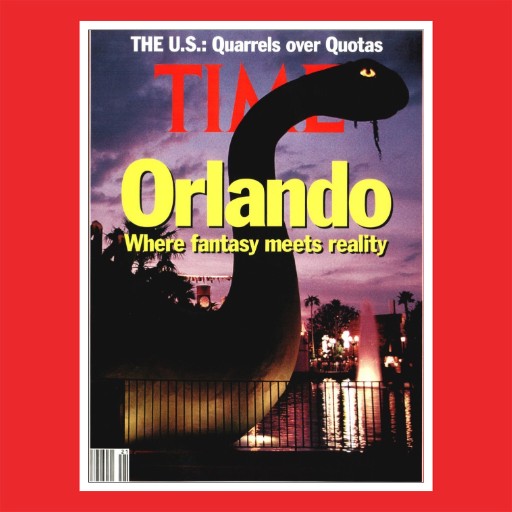 THE U.S.: Quarrels over Quotas
TIME
Orlando
Where fantasy meets reality